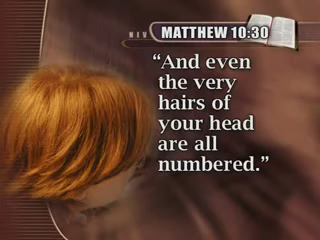 NIV MATTHEW 10:30
“And even
the very
hairs of
your head
are all
numbered.”